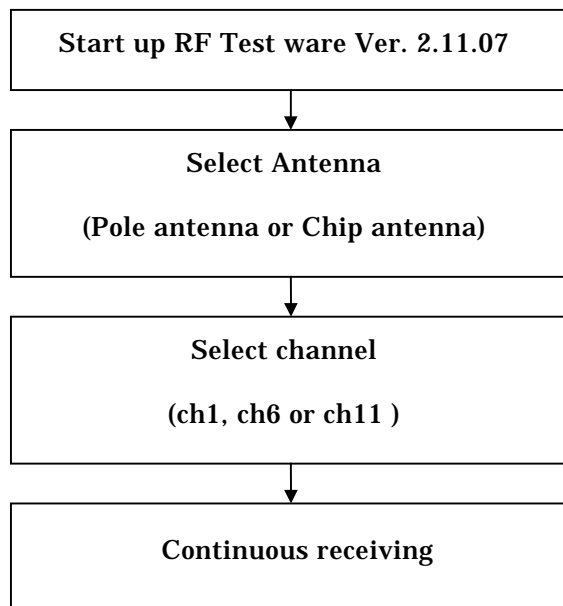 Start up RF Test ware Ver. 2.11.07
Select Antenna
(Pole antenna or Chip antenna)
Select channel
(ch1, ch6 or ch11 )
Continuous receiving